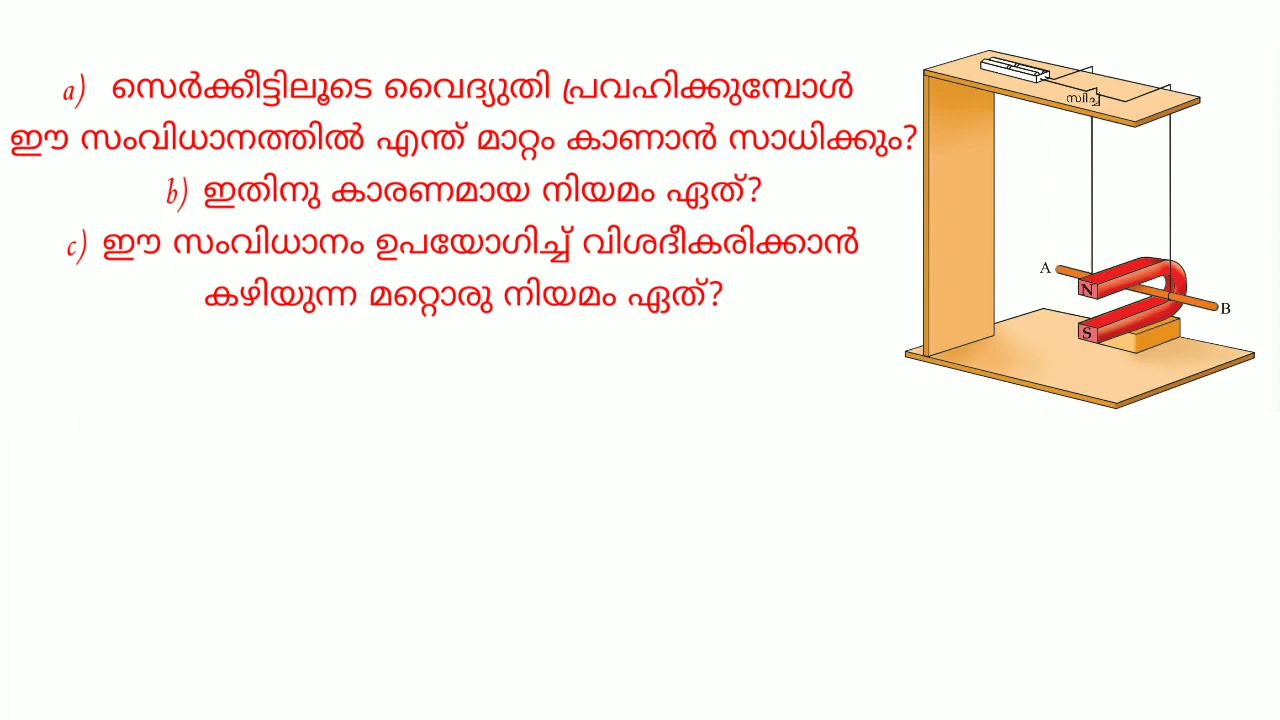 a) സെർക്കീട്ടിലൂടെ വൈദ്യുതി പ്രവഹിക്കുമ്പോൾ
ഈ സംവിധാനത്തിൽ എന്ത് മാറ്റം കാണാൻ സാധിക്കും?
b) ഇതിനു കാരണമായ നിയമം ഏത്?
c) ഈ സംവിധാനം ഉപയോഗിച്ച് വിശദീകരിക്കാൻ
കഴിയുന്ന മറ്റൊരു നിയമം ഏത്?
സ്വിച്ച്
A
N
B
S